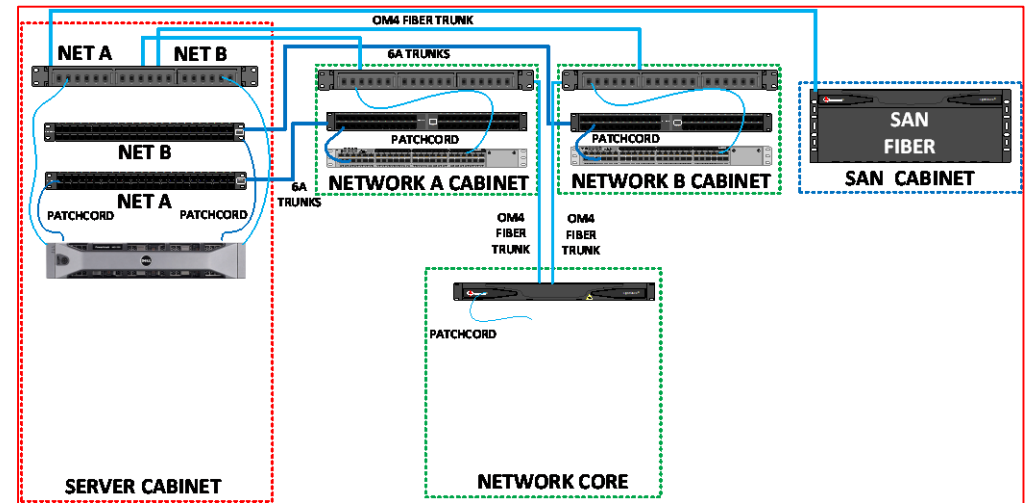 OM4 FIBER TRUNK
NET A
NET B
6A TRUNKS
NET B
NET A
PATCHCORD
PATCHCORD
6A
TRUNKS
PATCHCORD
NETWORK A CABINET
PATCHCORD
NETWORK B CABINET
SAN
FIBER
SAN CABINET
OM4
FIBER
TRUNK
OM4
FIBER
TRUNK
PATCHCORD
SERVER CABINET
NETWORK CORE